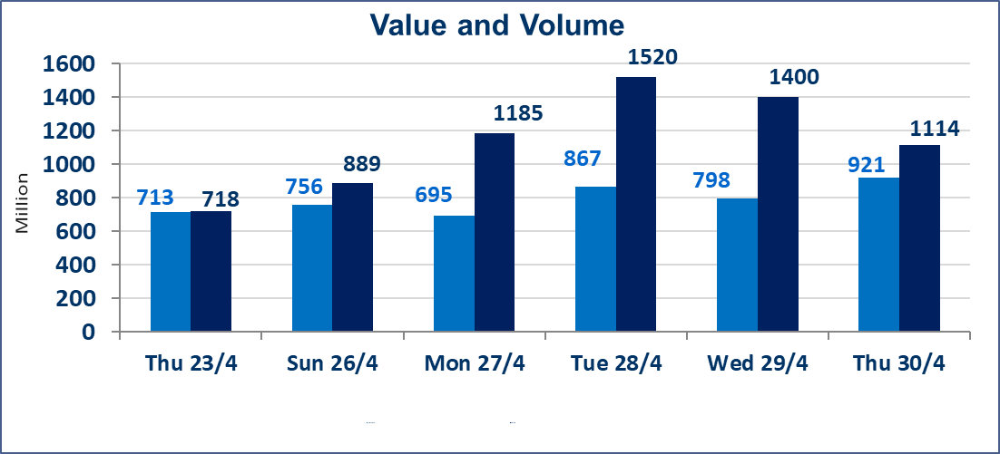 Value and Volume
Million
1600
1400
1200
1000
800
600
400
200
0
713
718
756
889
695
1185
867
1520
798
1400
921
1114
Thu 23/4
Sun 26/4
Mon 27/4
Tue 28/4
Wed 29/4
Thu 30/4